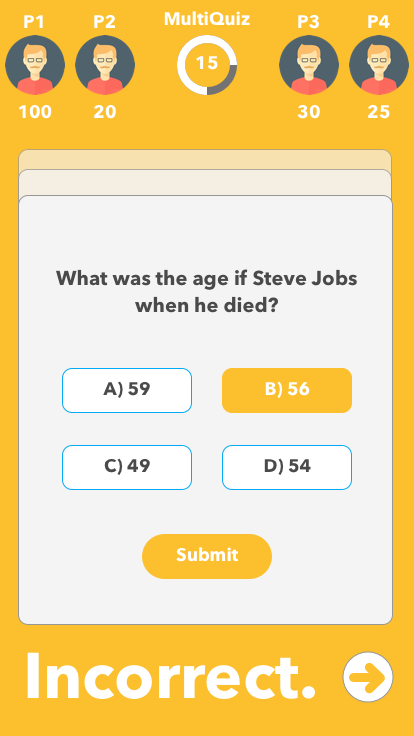 P1
P2
MultiQuiz
P3
P4
15
100
20
30
25
What was the age if Steve Jobs
when he died?
A) 59
B) 56
C) 49
D) 54
Submit
Incorrect.